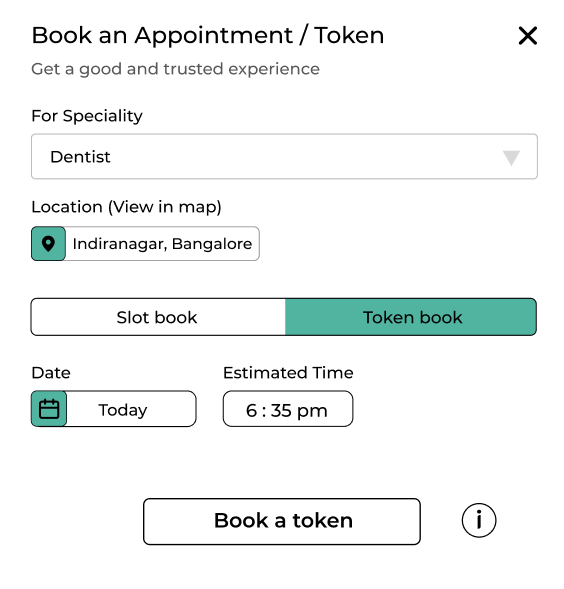 Book an Appointment / Token
Get a good and trusted experience
For Speciality
Dentist
Location (View in map)
Indiranagar, Bangalore
Slot book
Token book
Date
Estimated Time
Today
6 : 35 pm
Book a token
i